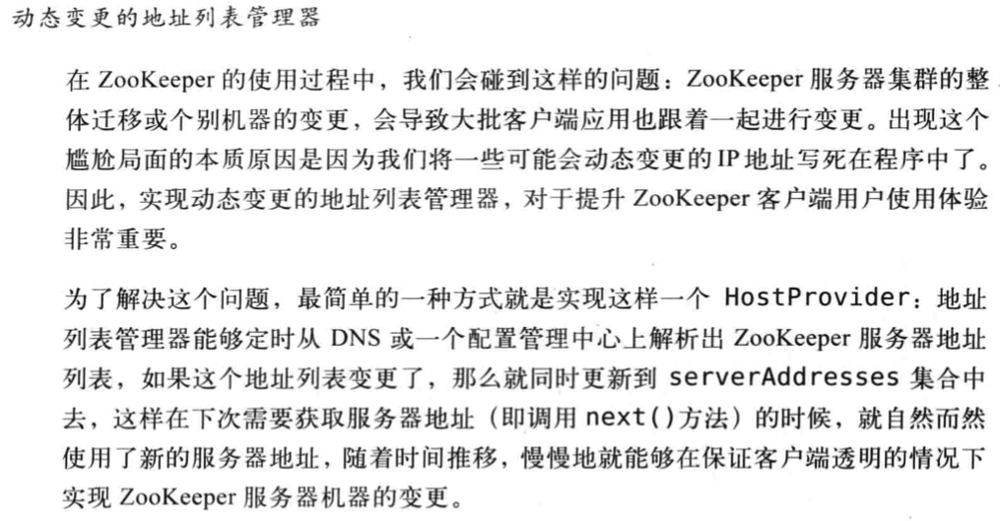 动态变更的地址列表管理器
在 ZooKeeper 的使用过程中，我们会碰到这样的问题：ZooKeeper 服务器集群的整
体迁移或个别机器的变更，会导致大批客户端应用也跟着一起进行变更。出现这个
尴尬局面的本质原因是因为我们将一些可能会动态变更的IP地址写死在程序中了。
因此，实现动态变更的地址列表管理器，对于提升 ZooKeeper 客户端用户使用体验
非常重要。
为了解决这个问题，最简单的一种方式就是实现这样一个 HostProvider：地址
列表管理器能够定时从 DNS 或一个配置管理中心上解析出 ZooKeeper 服务器地址
列表，如果这个地址列表变更了，那么就同时更新到 serverAddresses 集合中
去，这样在下次需要获取服务器地址（即调用 next()方法）的时候，就自然而然
使用了新的服务器地址，随着时间推移，慢慢地就能够在保证客户端透明的情况下
实现 ZooKeeper 服务器机器的变更。